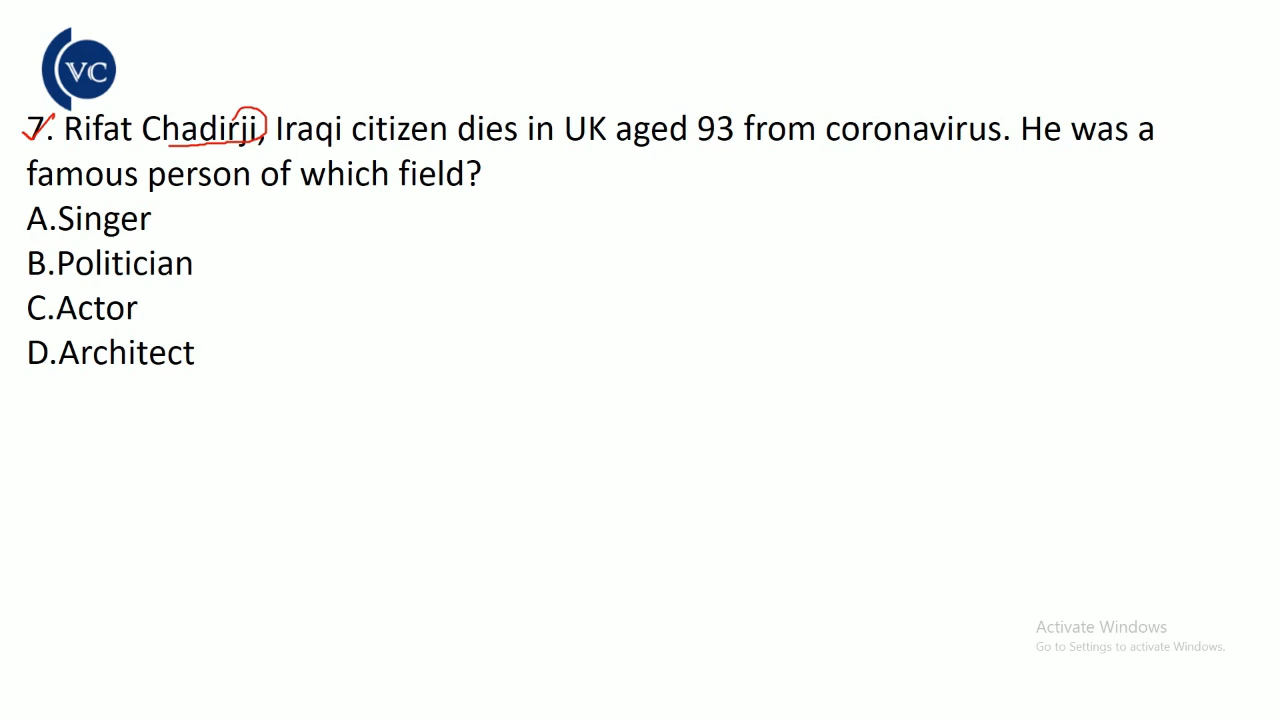 VC
7. Rifat Chadirji, Iraqi citizen dies in UK aged 93 from coronavirus. He was a
famous person of which field?
A.Singer
B.Politician
C.Actor
D.Architect
Activate Windows
Go to Settings to activate Windows.